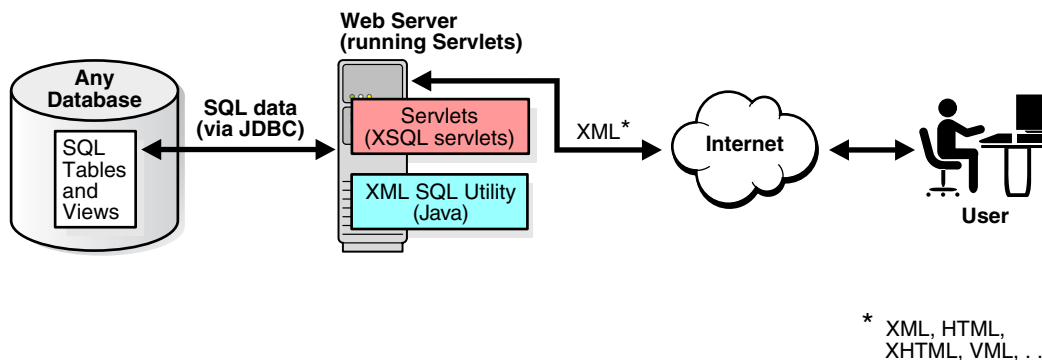 Web Server
(running Servlets)
Any
Database
SQL data
(via JDBC)
SQL
Tables
and
Views
Servlets
(XSQL servlets)
XML SQL Utility
(Java)
XML*
Internet
User
* XML, HTML,
XHTML, VML, . .